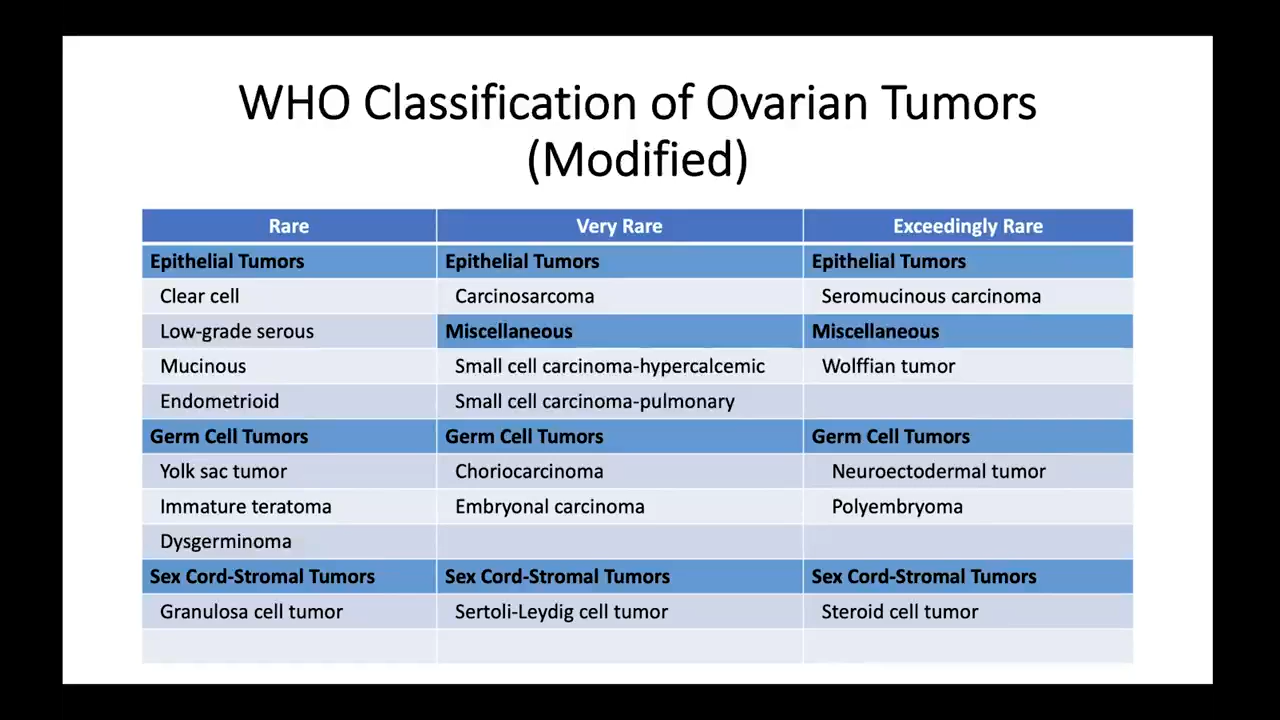 WHO Classification of Ovarian Tumors
(Modified)
Rare Very Rare Exceedingly Rare
Epithelial Tumors Epithelial Tumors Epithelial Tumors
Clear cell Carcinosarcoma Seromucinous carcinoma
Low-grade serous Miscellaneous Miscellaneous
Mucinous Small cell carcinoma-hypercalcemic Wolffian tumor
Endometrioid Small cell carcinoma-pulmonary
Germ Cell Tumors Germ Cell Tumors Germ Cell Tumors
Yolk sac tumor Choriocarcinoma Neuroectodermal tumor
Immature teratoma Embryonal carcinoma Polyembryoma
Dysgerminoma
Sex Cord-Stromal Tumors Sex Cord-Stromal Tumors Sex Cord-Stromal Tumors
Granulosa cell tumor Sertoli-Leydig cell tumor Steroid cell tumor